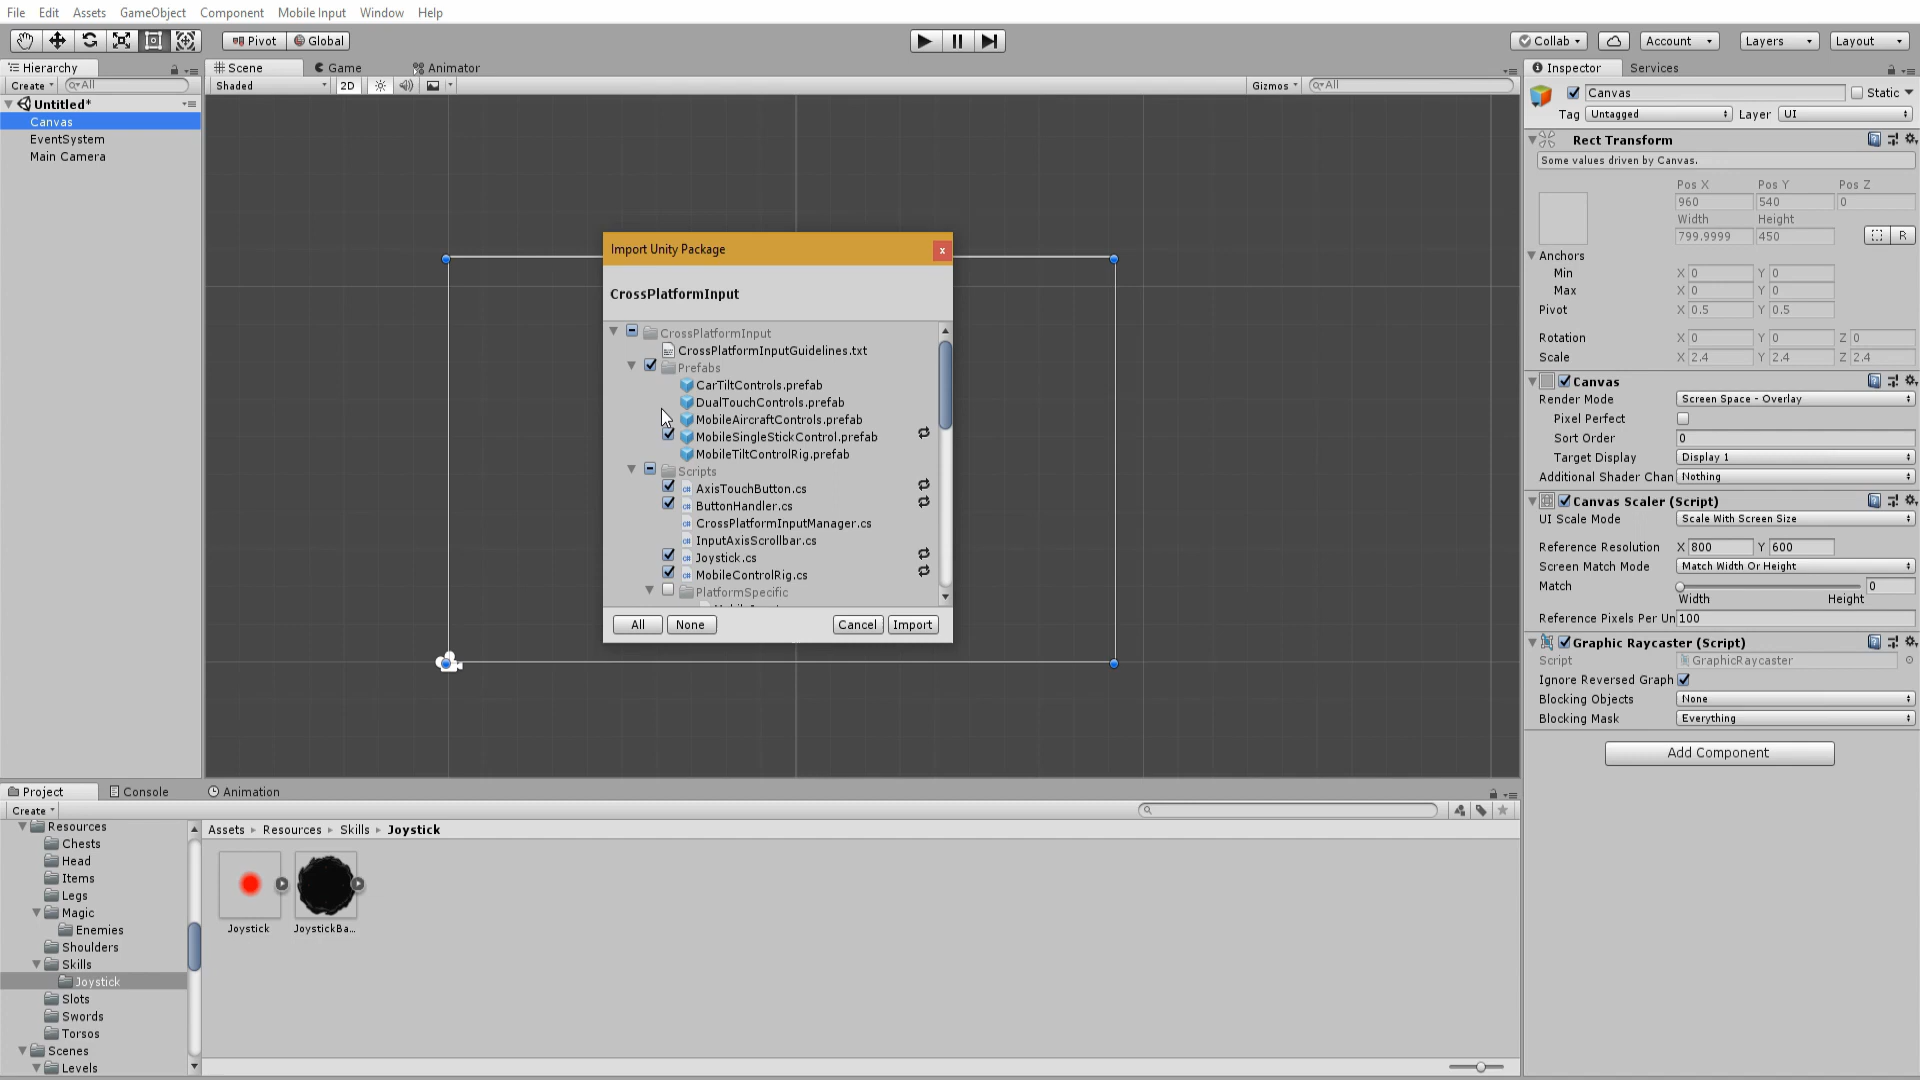 File Edit Assets GameObject Component Mobile Input Window Help
Pivot Global Collab Account Layers Layout
Hierarchy
Create All
Untitled*
Canvas
EventSystem
Main Camera
Scene Game Animator
Shaded 2D Gizmos All
Import Unity Package x
CrossPlatformInput
CrossPlatformInput
CrossPlatformInputGuidelines.txt
Prefabs
CarTiltControls.prefab
DualTouchControls.prefab
MobileAircraftControls.prefab
MobileSingleStickControl.prefab
MobileTiltControlRig.prefab
Scripts
AxisTouchButton.cs
ButtonHandler.cs
CrossPlatformInputManager.cs
InputAxisScrollbar.cs
Joystick.cs
MobileControlRig.cs
PlatformSpecific
All None Cancel Import
Inspector Services
Canvas Static
Tag Untagged Layer UI
Rect Transform
Some values driven by Canvas.
Pos X Pos Y Pos Z
960 540 0
Width Height
799.9999 450 R
Anchors
Min X 0 Y 0
Max X 0 Y 0
Pivot X 0.5 Y 0.5
Rotation X 0 Y 0 Z 0
Scale X 2.4 Y 2.4 Z 2.4
Canvas
Render Mode Screen Space - Overlay
Pixel Perfect
Sort Order 0
Target Display Display 1
Additional Shader Chan Nothing
Canvas Scaler (Script)
UI Scale Mode Scale With Screen Size
Reference Resolution X 800 Y 600
Screen Match Mode Match Width Or Height
Match 0
Width Height
Reference Pixels Per Un 100
Graphic Raycaster (Script)
Script GraphicRaycaster
Ignore Reversed Graph
Blocking Objects None
Blocking Mask Everything
Add Component
Project Console Animation
Create
Resources
Chests
Head
Items
Legs
Magic
Enemies
Shoulders
Skills
Joystick
Slots
Swords
Torsos
Scenes
Levels
Assets Resources Skills Joystick
Joystick JoystickBa...